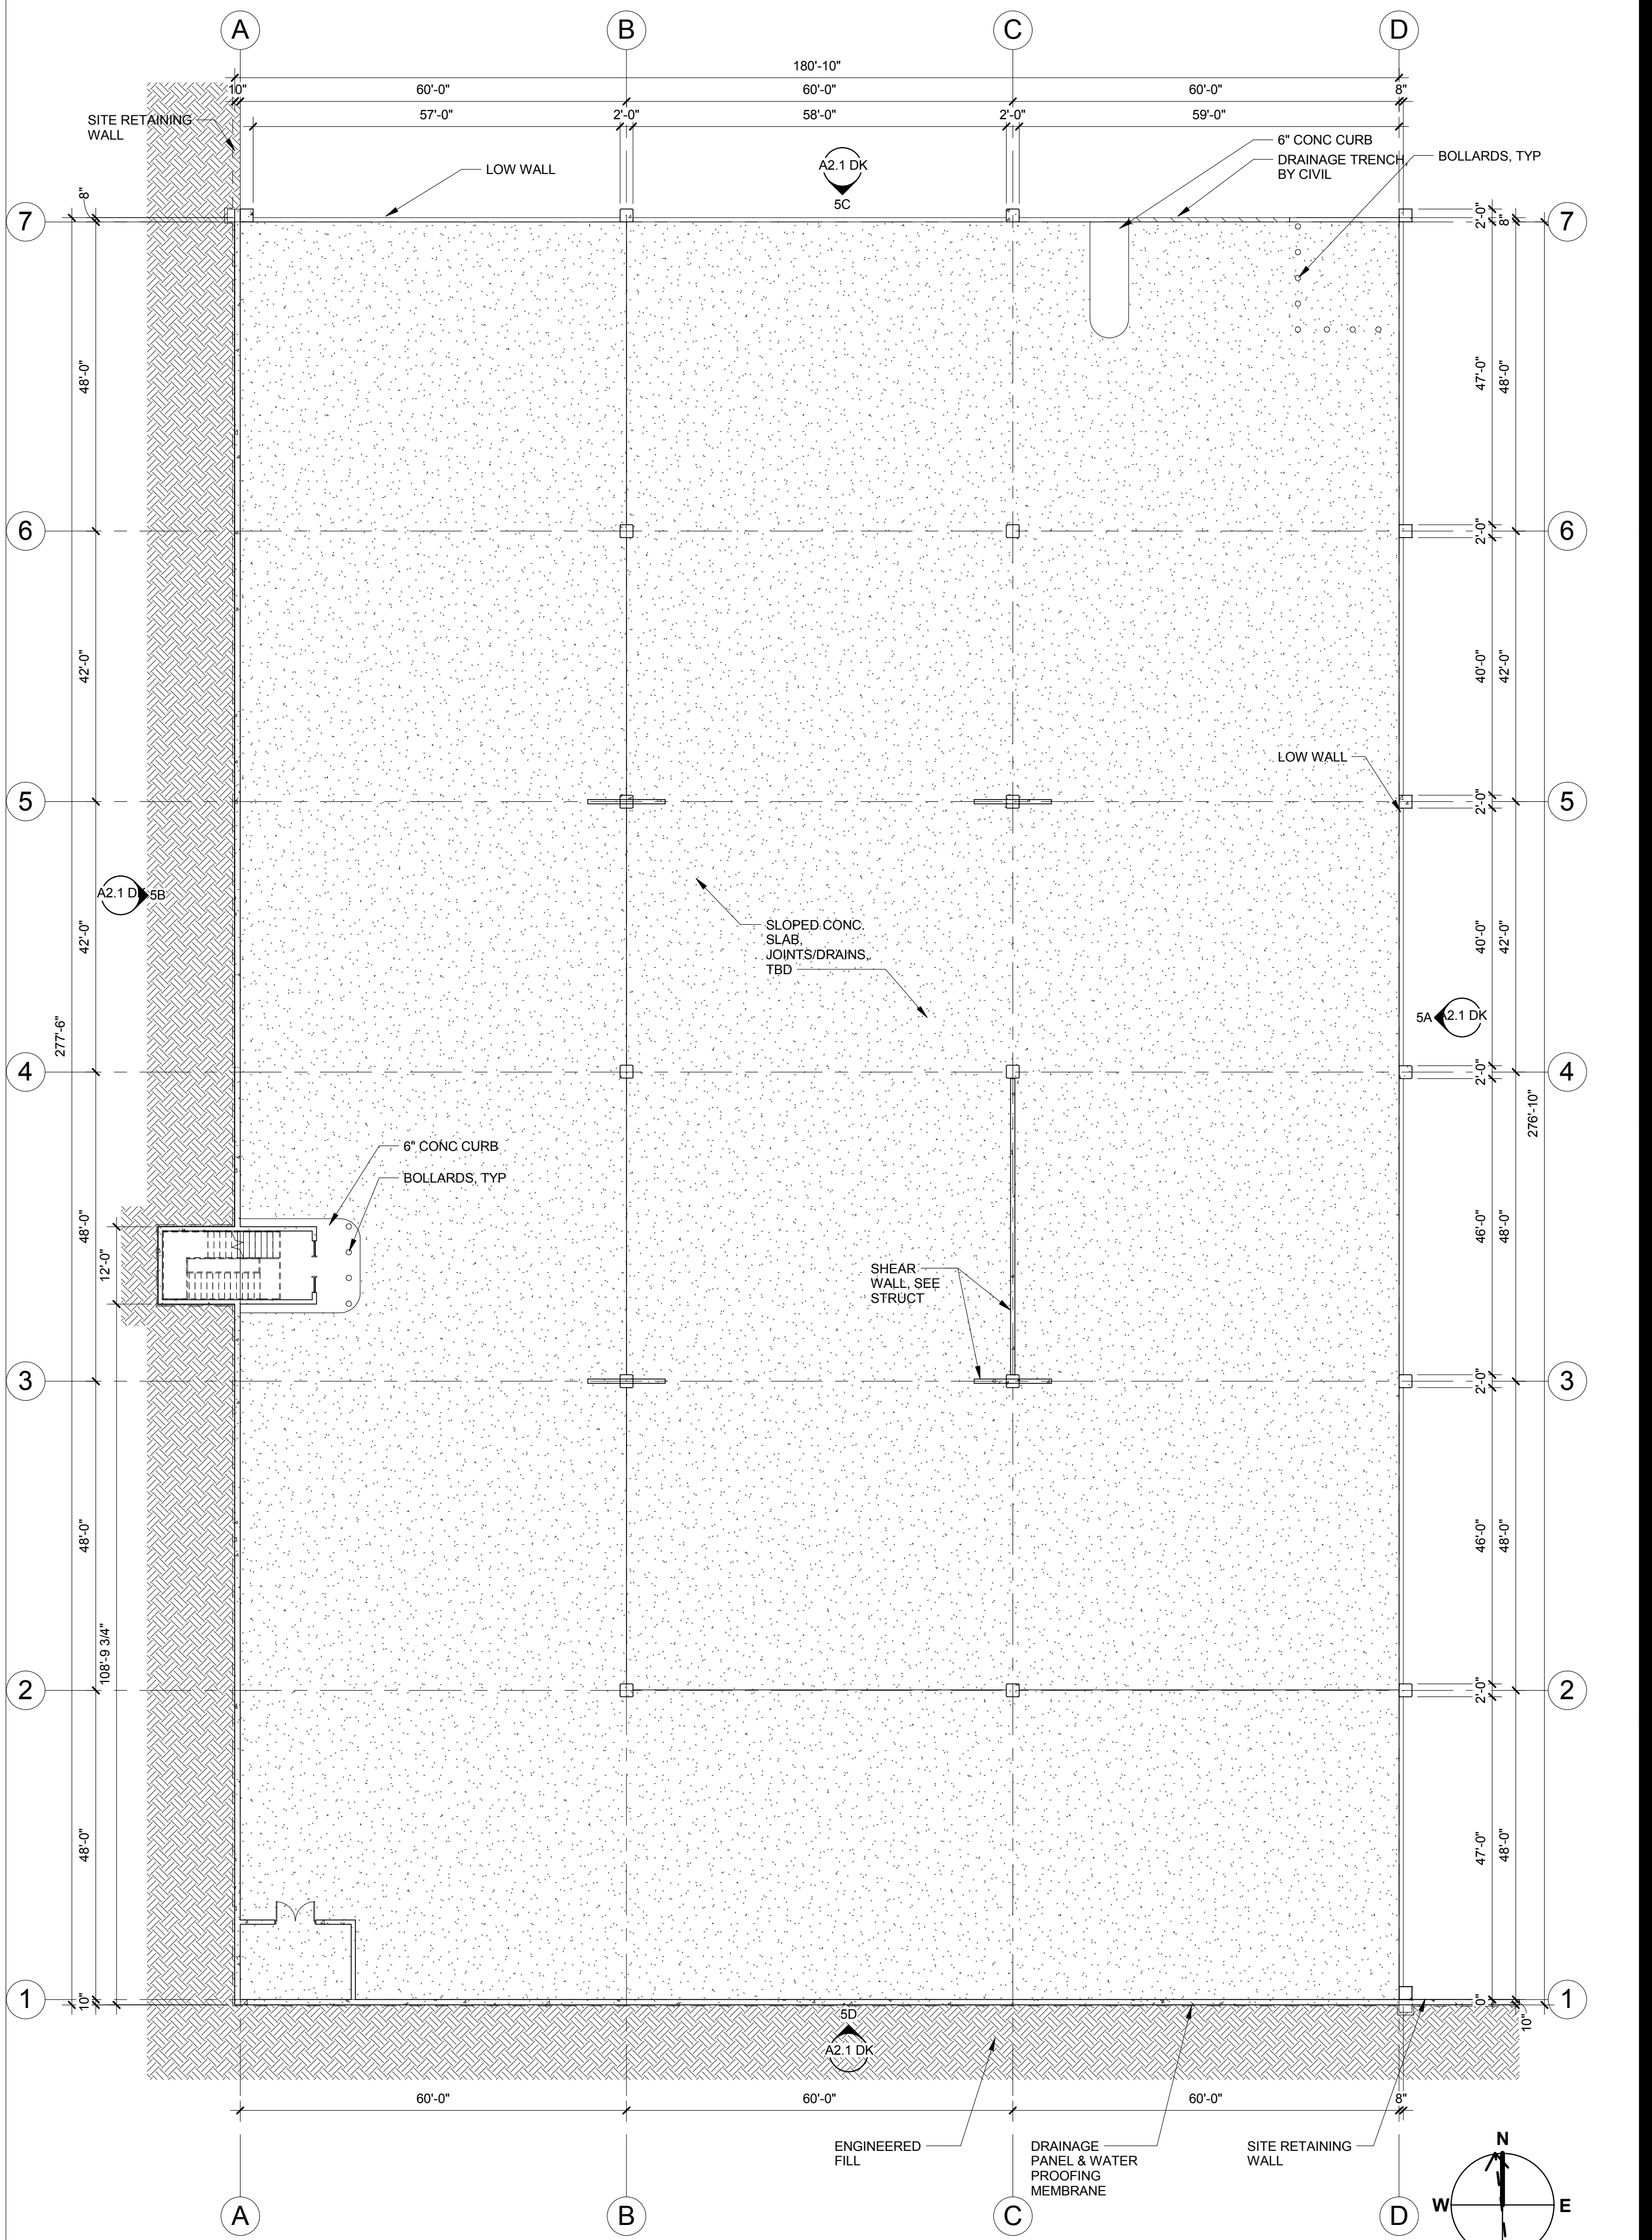 A
B
C
D
180'-10"
10"
60'-0"
60'-0"
60'-0"
8"
57'-0"
2'-0"
58'-0"
2'-0"
59'-0"
SITE RETAINING
WALL
LOW WALL
A2.1 DK
5C
6" CONC CURB
DRAINAGE TRENCH,
BY CIVIL
BOLLARDS, TYP
8"
7
2'-0"
8"
7
48'-0"
47'-0"
48'-0"
6
2'-0"
6
42'-0"
40'-0"
42'-0"
LOW WALL
5
2'-0"
5
A2.1 DK
5B
SLOPED CONC.
SLAB,
JOINTS/DRAINS,
TBD
42'-0"
40'-0"
42'-0"
277'-6"
5A
A2.1 DK
4
2'-0"
4
276'-10"
6" CONC CURB
BOLLARDS, TYP
48'-0"
12'-0"
46'-0"
48'-0"
SHEAR
WALL, SEE
STRUCT
3
2'-0"
3
48'-0"
46'-0"
48'-0"
108'-9 3/4"
2
2'-0"
2
48'-0"
47'-0"
48'-0"
10"
1
1
10"
5D
A2.1 DK
60'-0"
60'-0"
60'-0"
8"
ENGINEERED
FILL
DRAINAGE
PANEL & WATER
PROOFING
MEMBRANE
SITE RETAINING
WALL
N
W
E
A
B
C
D